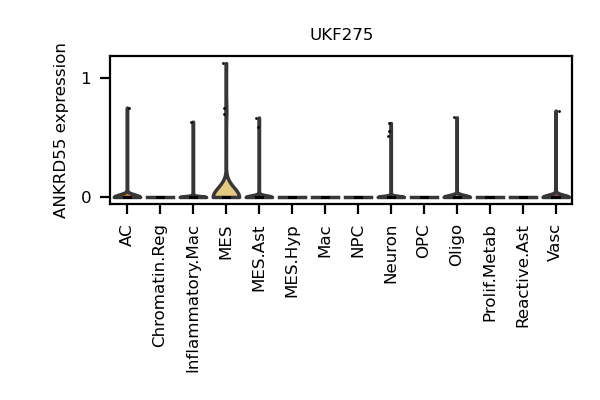 UKF275
ANKRD55 expression
1
0
AC
Chromatin.Reg
Inflammatory.Mac
MES
MES.Ast
MES.Hyp
Mac
NPC
Neuron
OPC
Oligo
Prolif.Metab
Reactive.Ast
Vasc